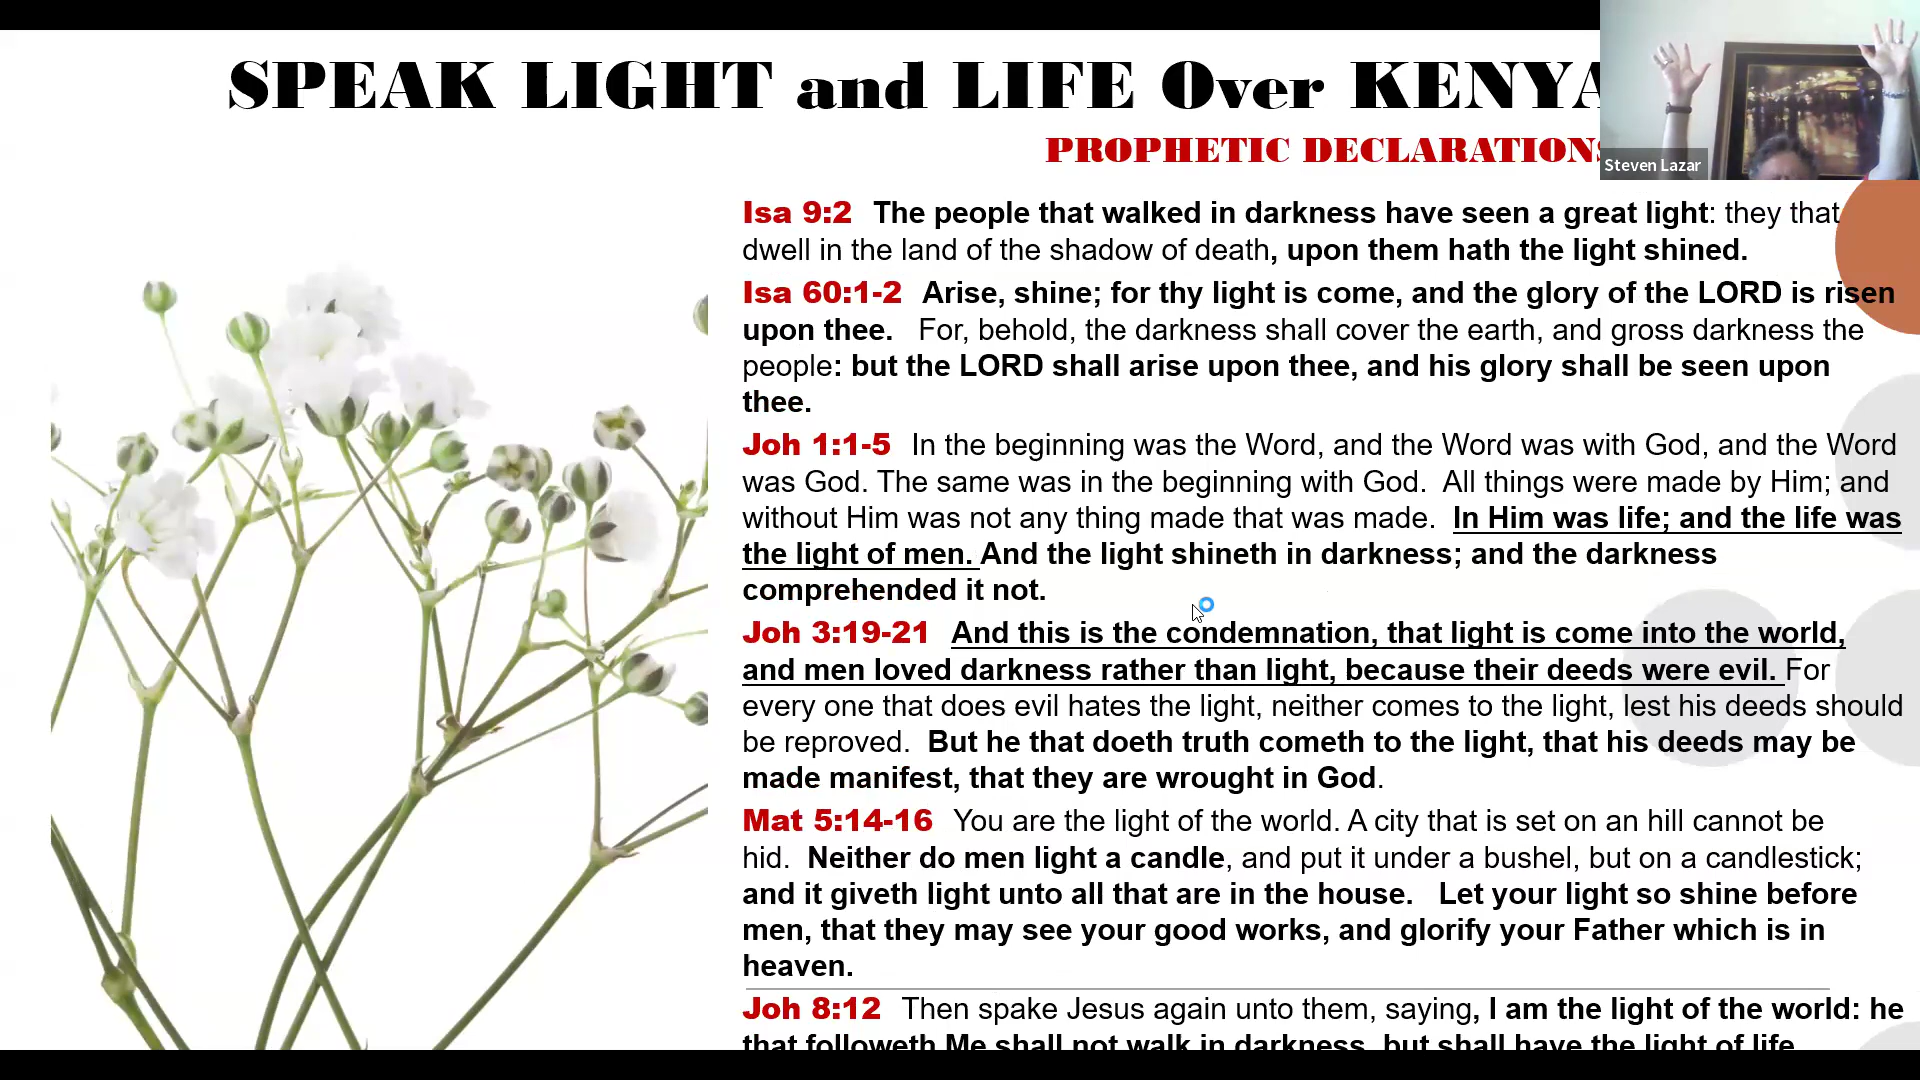 SPEAK LIGHT and LIFE Over KENYA
PROPHETIC DECLARATIONS
Steven Lazar
Isa 9:2 The people that walked in darkness have seen a great light: they that
dwell in the land of the shadow of death, upon them hath the light shined.
Isa 60:1-2 Arise, shine; for thy light is come, and the glory of the LORD is risen
upon thee. For, behold, the darkness shall cover the earth, and gross darkness the
people: but the LORD shall arise upon thee, and his glory shall be seen upon
thee.
Joh 1:1-5 In the beginning was the Word, and the Word was with God, and the Word
was God. The same was in the beginning with God. All things were made by Him; and
without Him was not any thing made that was made. In Him was life; and the life was
the light of men. And the light shineth in darkness; and the darkness
comprehended it not.
Joh 3:19-21 And this is the condemnation, that light is come into the world,
and men loved darkness rather than light, because their deeds were evil. For
every one that does evil hates the light, neither comes to the light, lest his deeds should
be reproved. But he that doeth truth cometh to the light, that his deeds may be
made manifest, that they are wrought in God.
Mat 5:14-16 You are the light of the world. A city that is set on an hill cannot be
hid. Neither do men light a candle, and put it under a bushel, but on a candlestick;
and it giveth light unto all that are in the house. Let your light so shine before
men, that they may see your good works, and glorify your Father which is in
heaven.
Joh 8:12 Then spake Jesus again unto them, saying, I am the light of the world: he
that followeth Me shall not walk in darkness, but shall have the light of life.